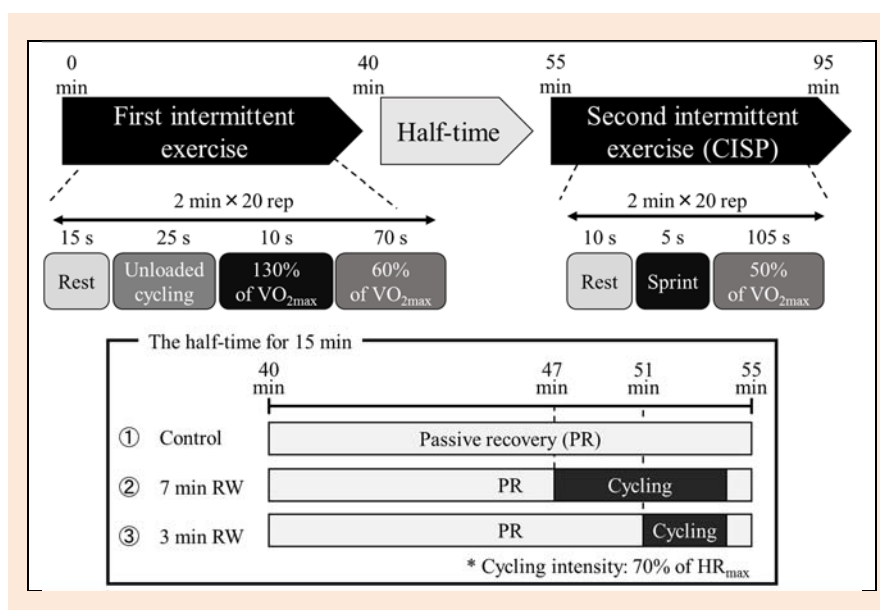 0 min
40 min
55 min
95 min
First intermittent exercise
Half-time
Second intermittent exercise (CISP)
2 min × 20 rep
2 min × 20 rep
15 s
25 s
10 s
70 s
10 s
5 s
105 s
Rest
Unloaded cycling
130% of VO2max
60% of VO2max
Rest
Sprint
50% of VO2max
The half-time for 15 min
40 min
47 min
51 min
55 min
① Control
Passive recovery (PR)
② 7 min RW
PR
Cycling
③ 3 min RW
PR
Cycling
* Cycling intensity: 70% of HRmax